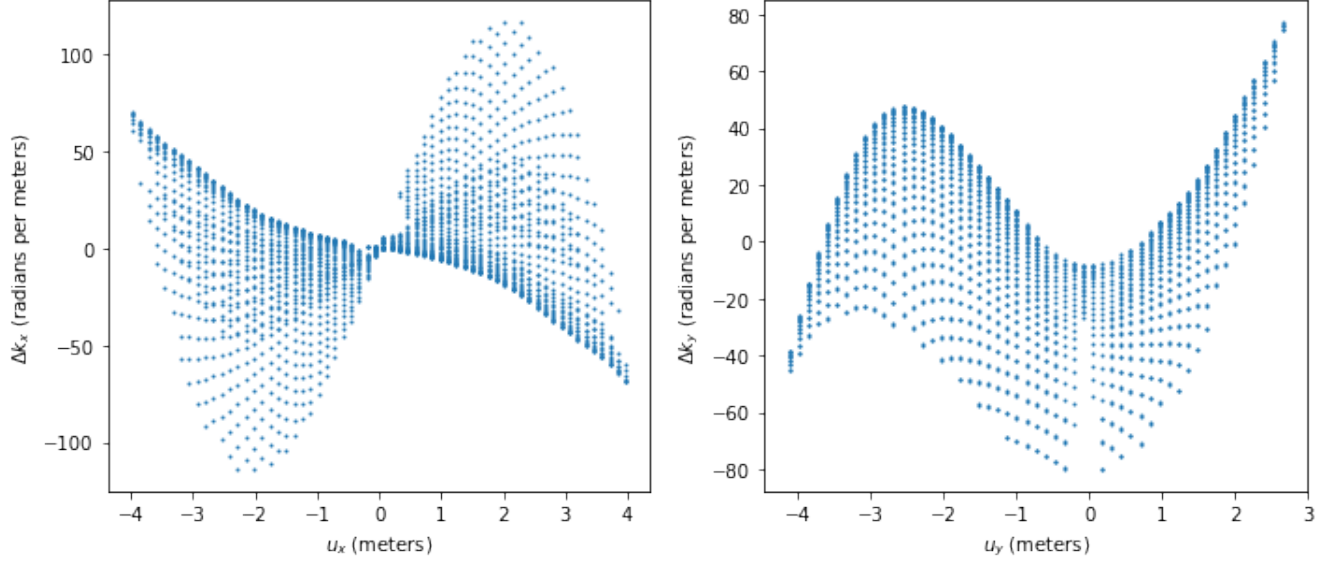 100
50
0
−50
−100
Δkₓ (radians per meters)
−4 −3 −2 −1 0 1 2 3 4
uₓ (meters)
80
60
40
20
0
−20
−40
−60
−80
Δk_y (radians per meters)
−4 −3 −2 −1 0 1 2 3
u_y (meters)